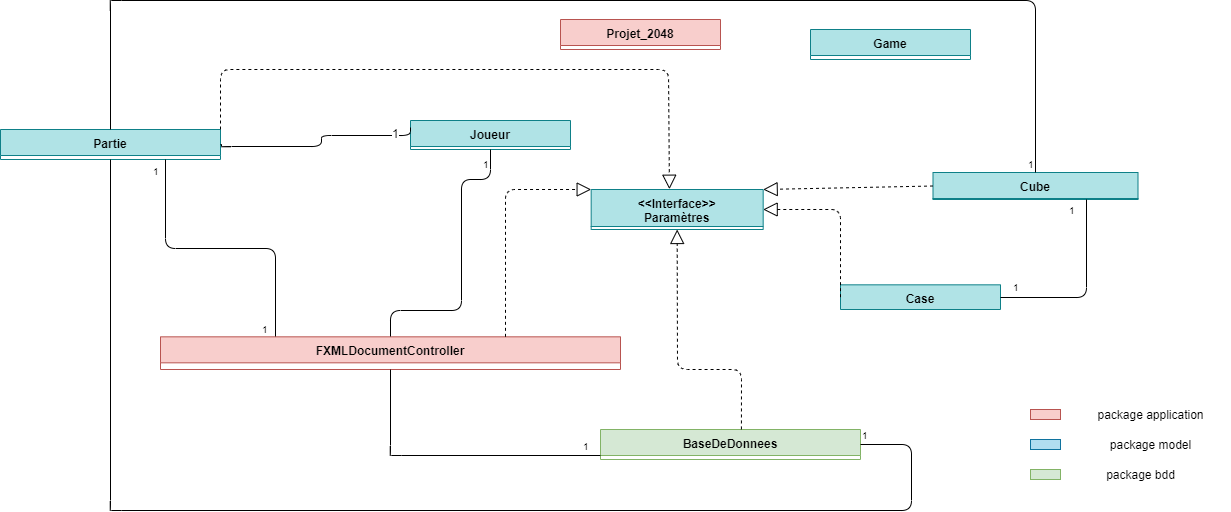 Projet_2048
Game
Partie
1
Joueur
1
1
1
Cube
1
<<Interface>>
Paramètres
1
Case
1
1
FXMLDocumentController
1
BaseDeDonnees
1
package application
package model
package bdd